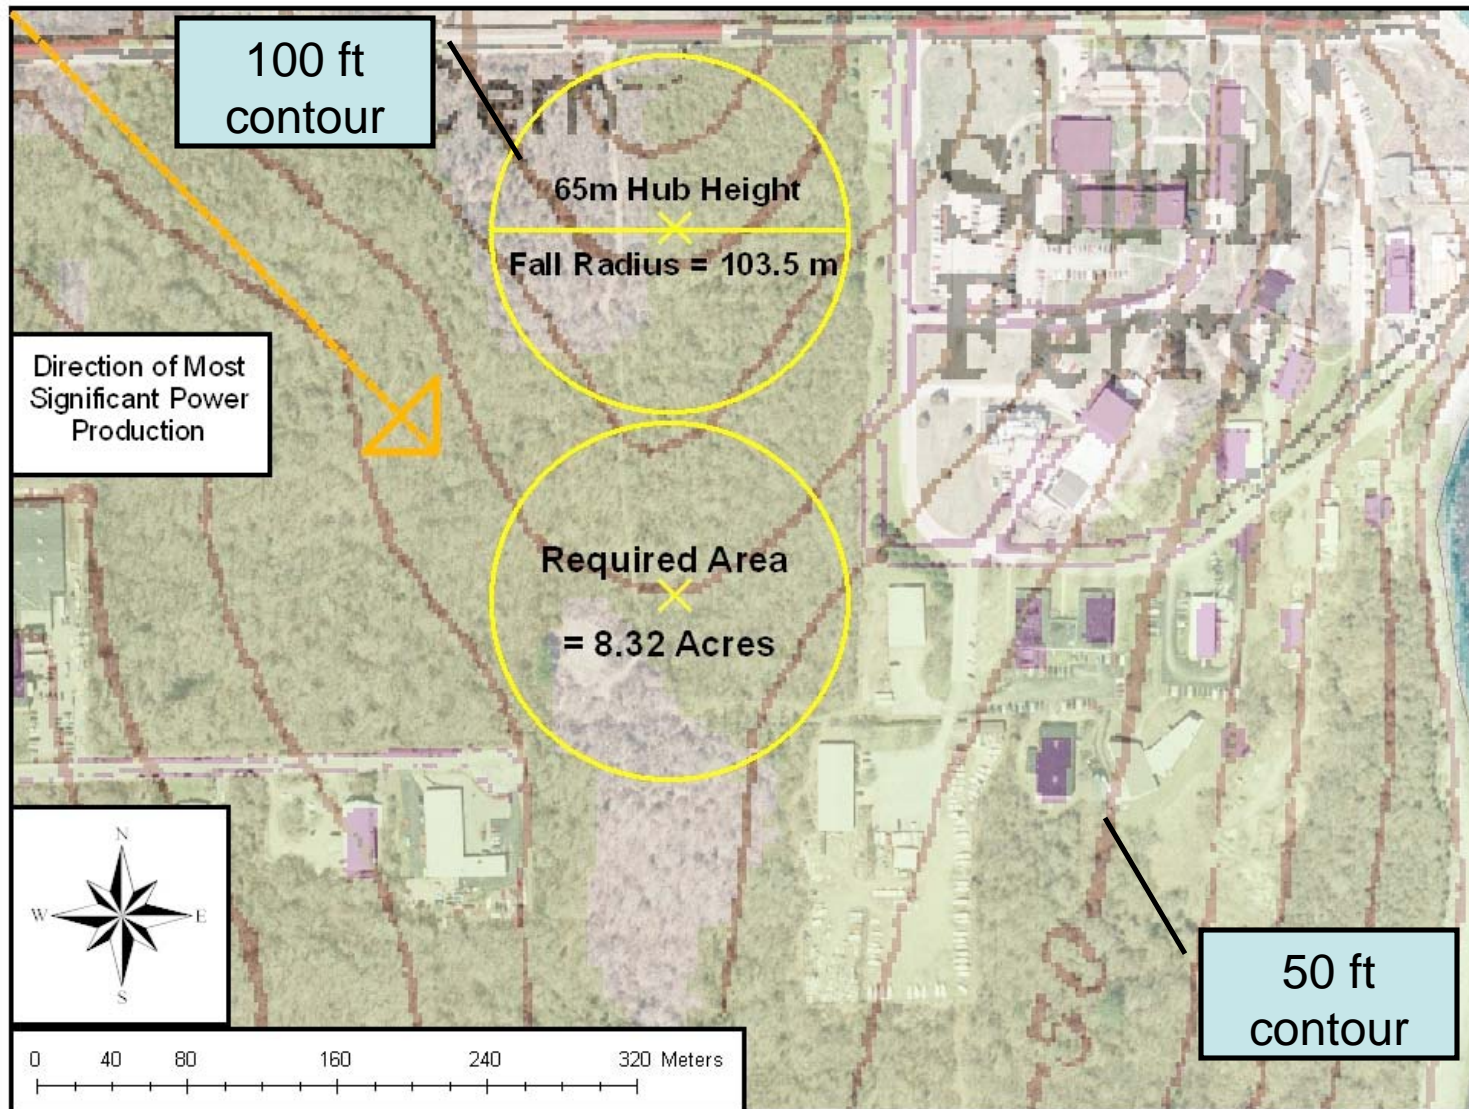 100 ft
contour
65m Hub Height
Fall Radius = 103.5 m
South
Ferry
Direction of Most
Significant Power
Production
Required Area
= 8.32 Acres
N
W
E
S
50
50 ft
contour
0 40 80 160 240 320 Meters